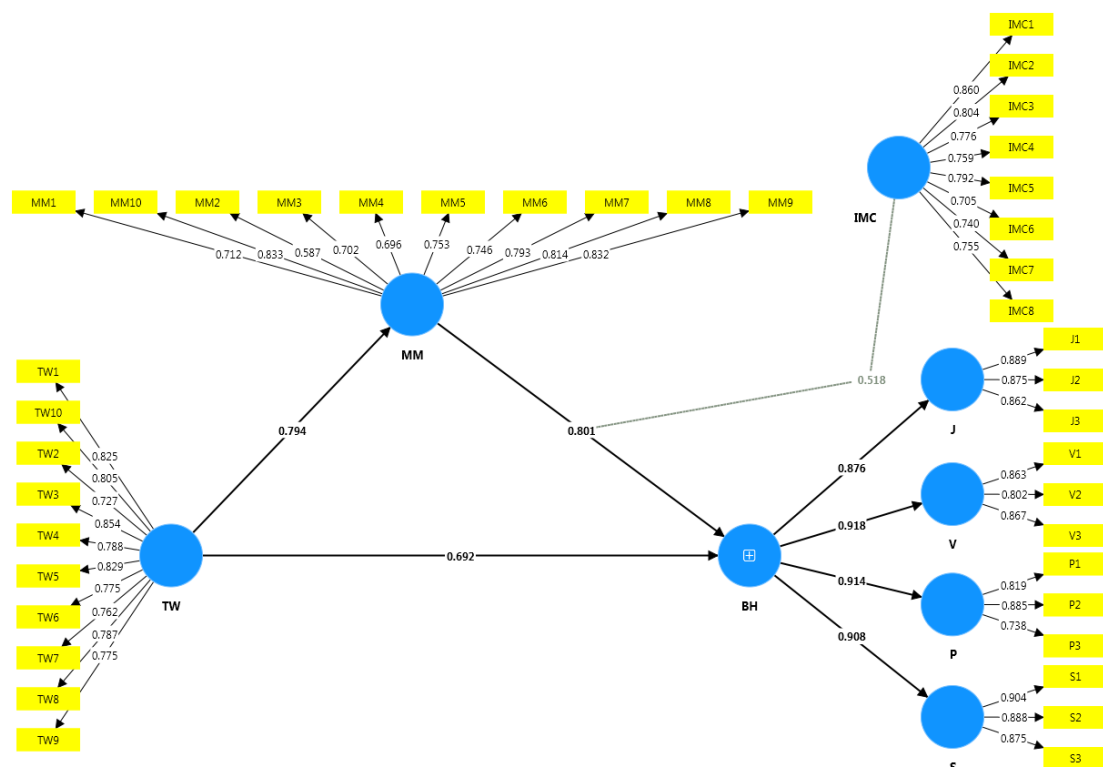 IMC1
IMC2
0.860
0.804
IMC3
0.776
IMC4
0.759
0.792
IMC5
0.705
IMC6
0.740
0.755
IMC7
IMC8
IMC
MM1 MM10 MM2 MM3 MM4 MM5 MM6 MM7 MM8 MM9
0.712 0.833 0.587 0.702 0.696 0.753 0.746 0.793 0.814 0.832
MM
TW1
TW10
TW2
TW3
TW4
TW5
TW6
TW7
TW8
TW9
0.825
0.805
0.727
0.854
0.788
0.829
0.775
0.762
0.787
0.775
TW
0.794
0.801
0.518
0.692
BH
0.876
0.918
0.914
0.908
J
0.889
0.875
0.862
J1
J2
J3
V
0.863
0.802
0.867
V1
V2
V3
P
0.819
0.885
0.738
P1
P2
P3
S
0.904
0.888
0.875
S1
S2
S3